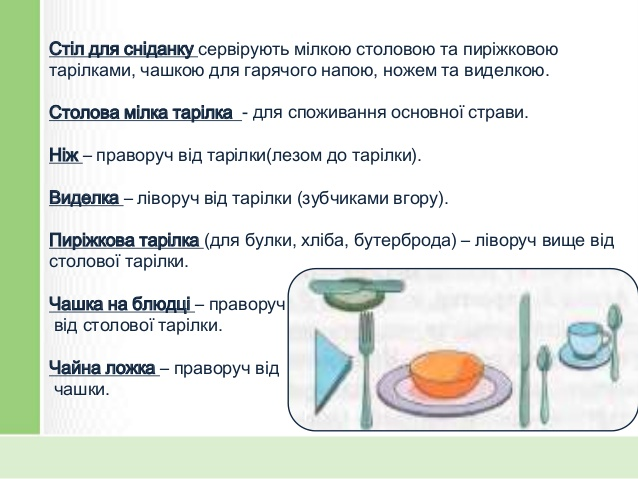 Стіл для сніданку сервірують мілкою столовою та пиріжковою
тарілками, чашкою для гарячого напою, ножем та виделкою.
Столова мілка тарілка - для споживання основної страви.
Ніж – праворуч від тарілки(лезом до тарілки).
Виделка – ліворуч від тарілки (зубчиками вгору).
Пиріжкова тарілка (для булки, хліба, бутерброда) – ліворуч вище від
столової тарілки.
Чашка на блюдці – праворуч
від столової тарілки.
Чайна ложка – праворуч від
чашки.